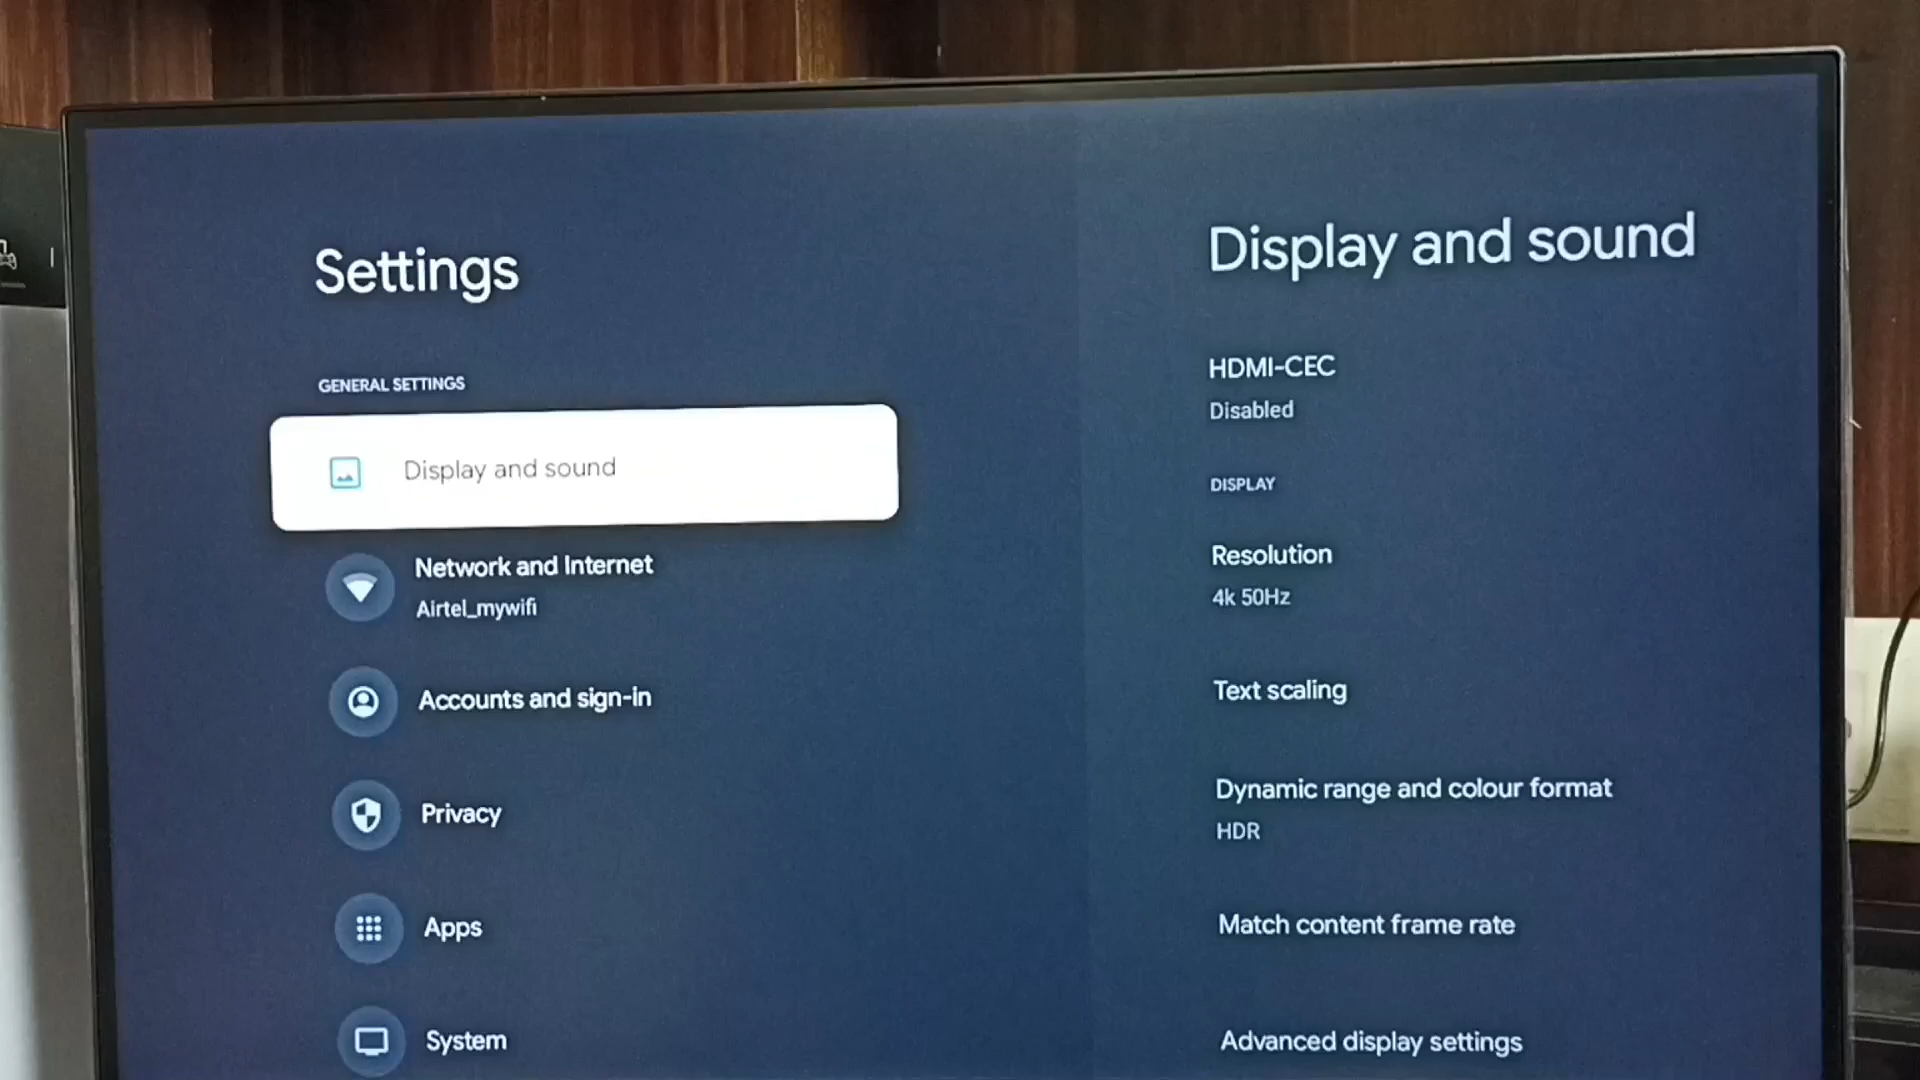 Settings
GENERAL SETTINGS
Display and sound
Network and Internet
Airtel_mywifi
Accounts and sign-in
Privacy
Apps
System
Display and sound
HDMI-CEC
Disabled
DISPLAY
Resolution
4k 50Hz
Text scaling
Dynamic range and colour format
HDR
Match content frame rate
Advanced display settings